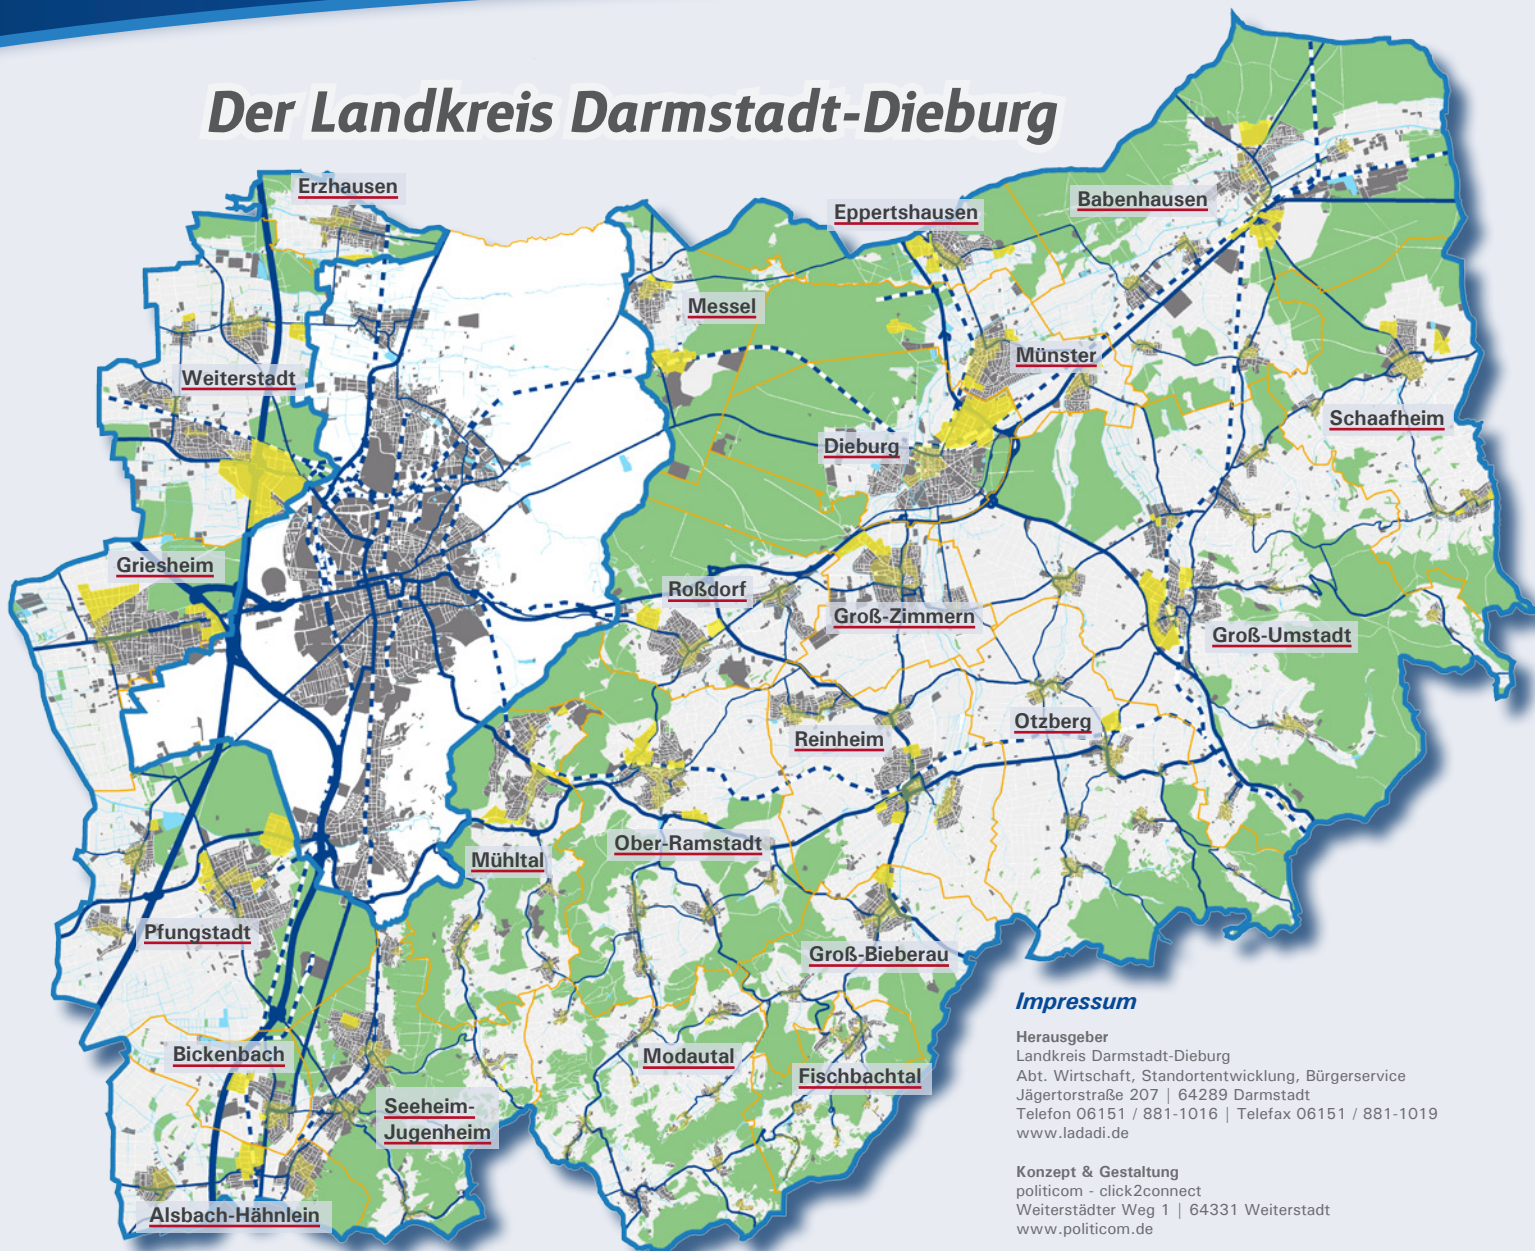 Der Landkreis Darmstadt-Dieburg
Erzhausen
Eppertshausen
Babenhausen
Messel
Münster
Weiterstadt
Schaafheim
Dieburg
Griesheim
Roßdorf
Groß-Zimmern
Groß-Umstadt
Otzberg
Reinheim
Ober-Ramstadt
Mühltal
Pfungstadt
Groß-Bieberau
Bickenbach
Modautal
Fischbachtal
Seeheim-
Jugenheim
Alsbach-Hähnlein
Impressum
Herausgeber
Landkreis Darmstadt-Dieburg
Abt. Wirtschaft, Standortentwicklung, Bürgerservice
Jägertorstraße 207 | 64289 Darmstadt
Telefon 06151 / 881-1016 | Telefax 06151 / 881-1019
www.ladadi.de
Konzept & Gestaltung
politicom - click2connect
Weiterstädter Weg 1 | 64331 Weiterstadt
www.politicom.de